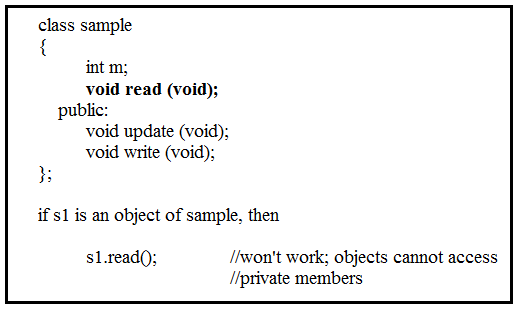 class sample
{
int m;
void read (void);
public:
void update (void);
void write (void);
};
if s1 is an object of sample, then
s1.read(); //won't work; objects cannot access
//private members